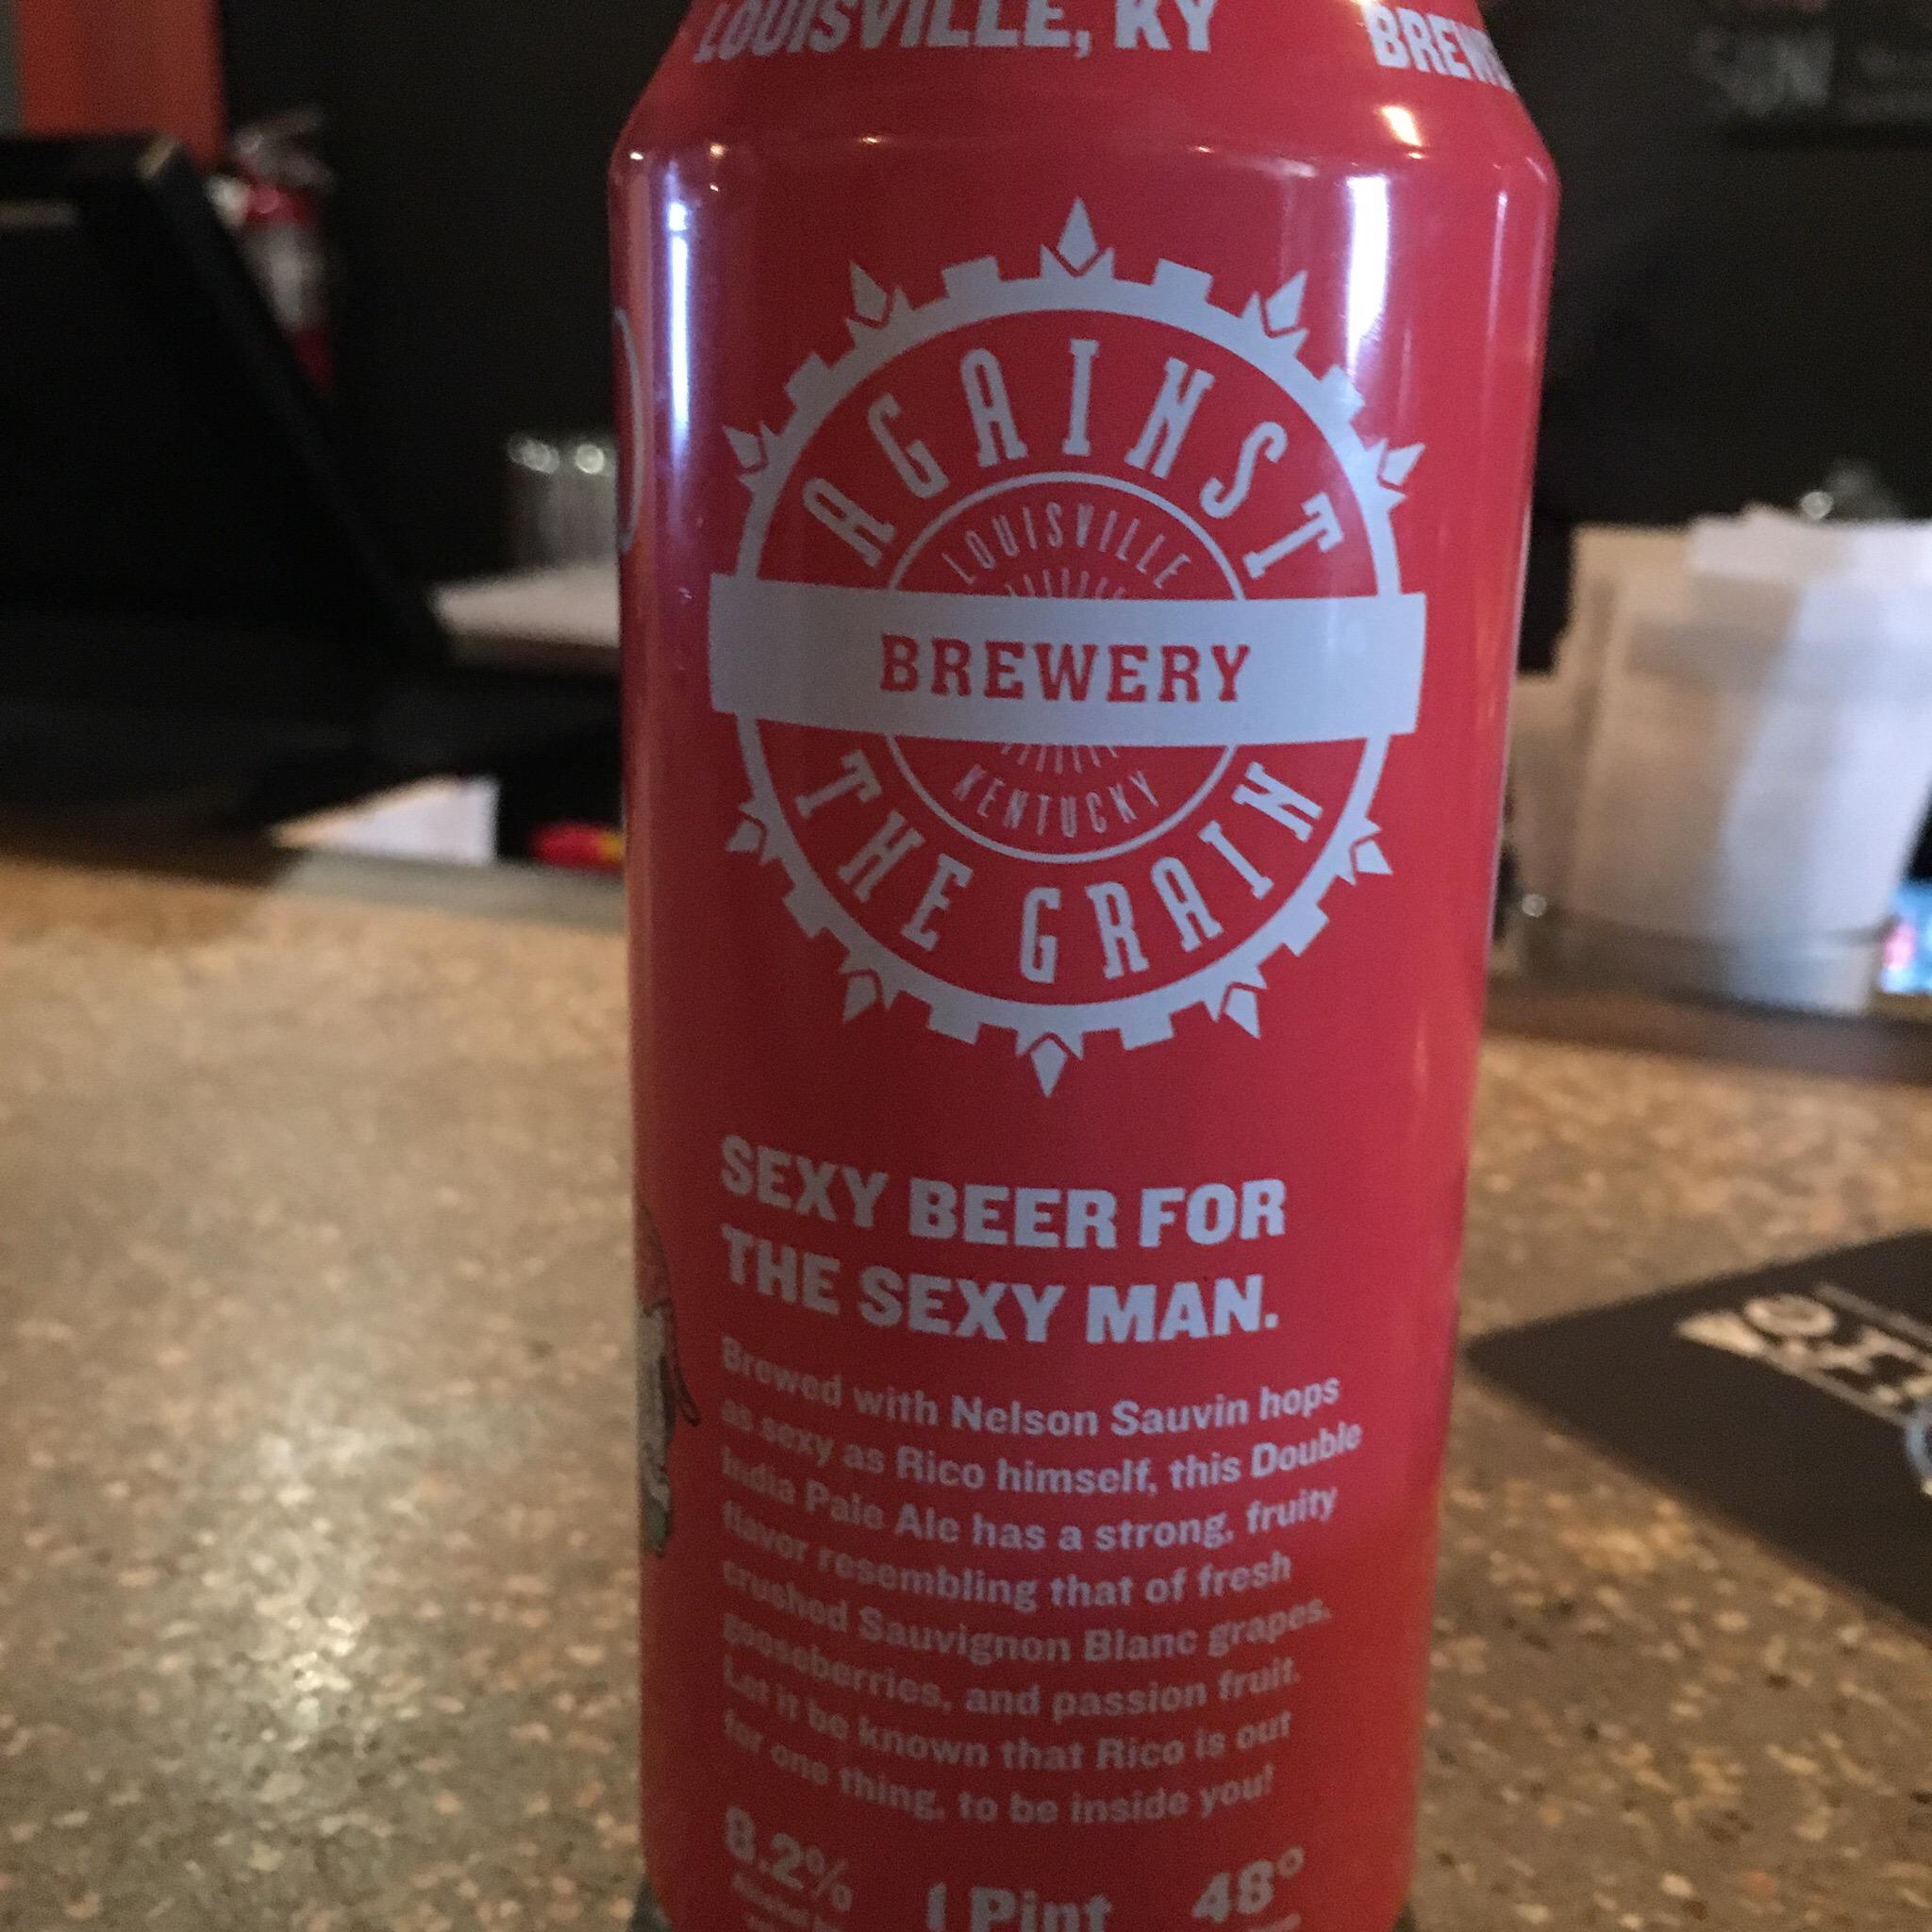 LOUISVILLE, KY
AGAINST
LOUISVILLE
BREWERY
KENTUCKY
THE GRAIN
SEXY BEER FOR
THE SEXY MAN.
Brewed with Nelson Sauvin hops
as sexy as Rico himself, this Double
India Pale Ale has a strong, fruity
flavor resembling that of fresh
crushed Sauvignon Blanc grapes,
gooseberries, and passion fruit.
Let it be known that Rico is out
for one thing, to be inside you!
8.2% 1 Pint 48°
Alcohol